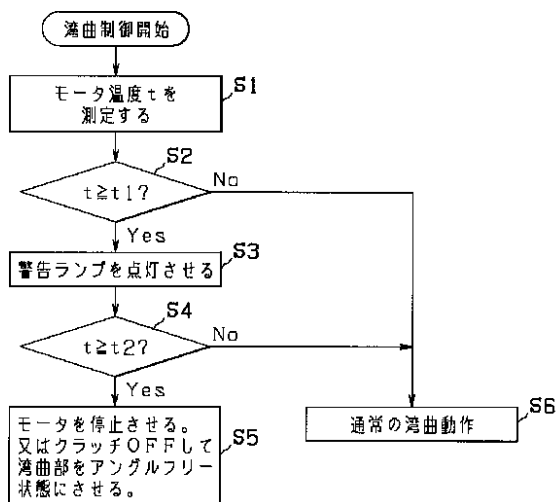 湾曲制御開始
S1
モータ温度tを
測定する
S2
t≧t1?
No
Yes
S3
警告ランプを点灯させる
S4
t≧t2?
No
Yes
モータを停止させる。
又はクラッチOFFして
湾曲部をアングルフリー
状態にさせる。
S5
通常の湾曲動作
S6